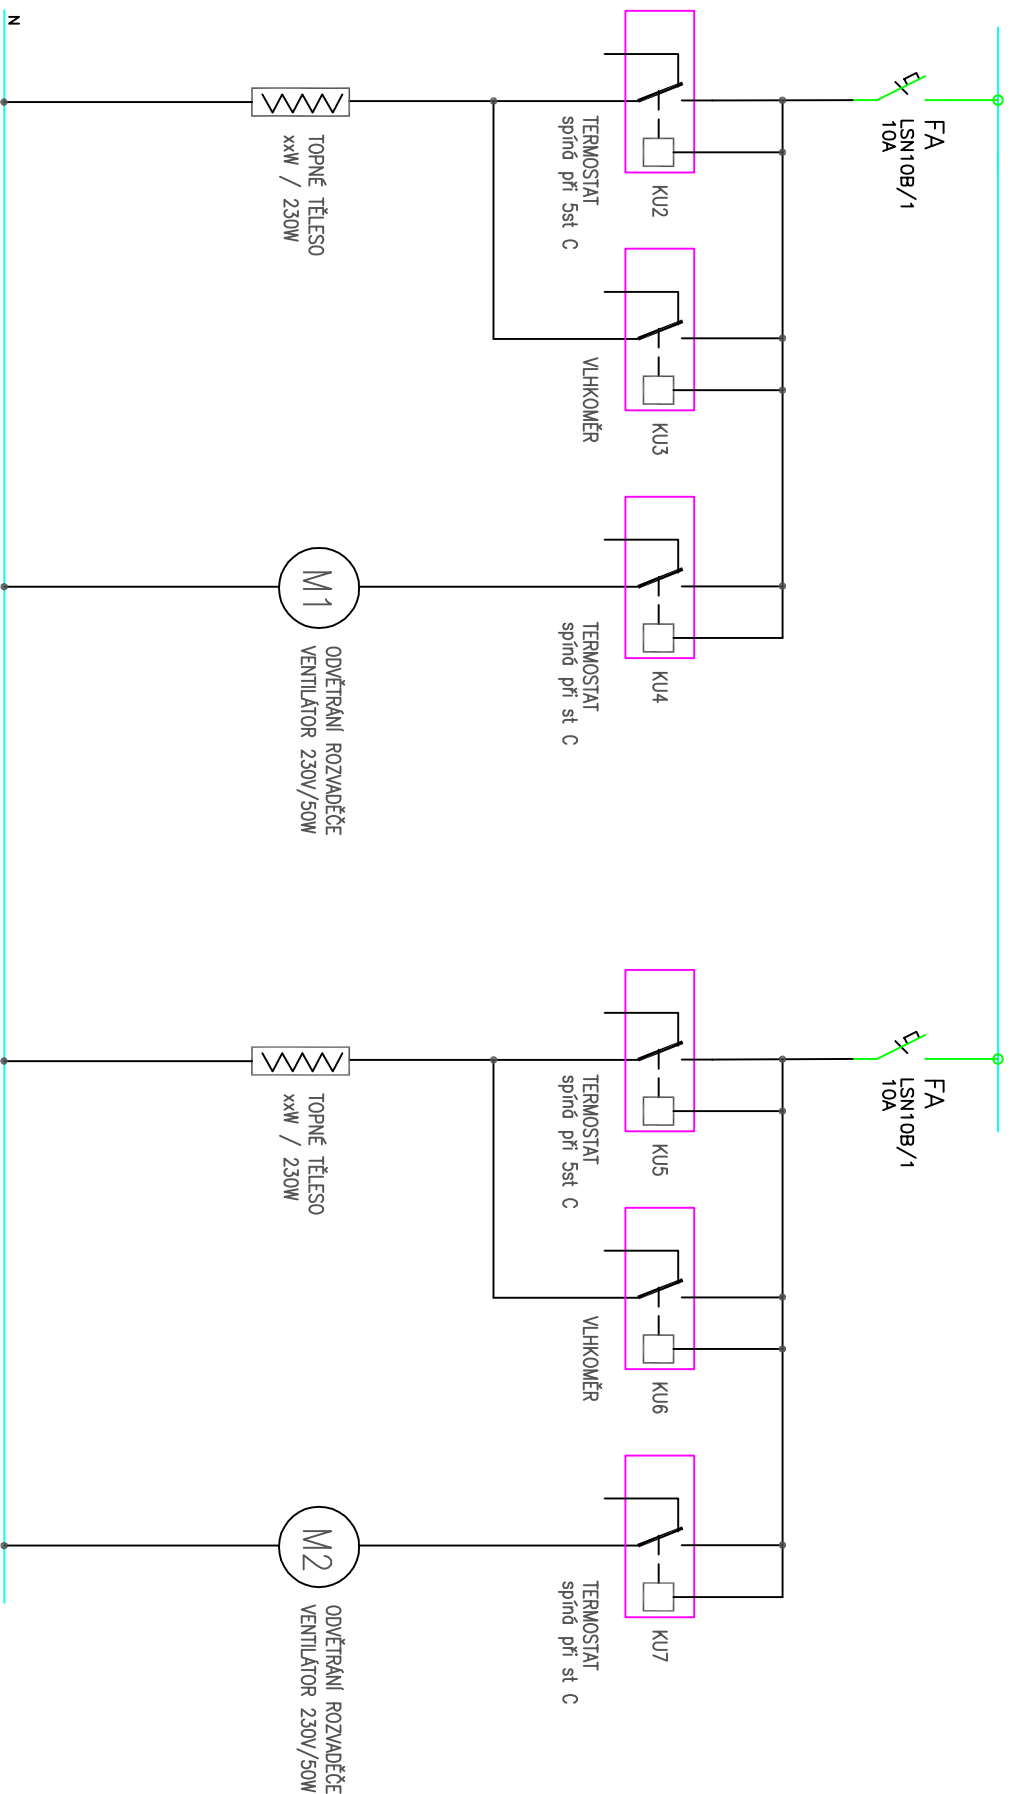 FA
LSN10B/1
10A
KU2
TERMOSTAT
spíná při 5st C
KU3
VLHKOMĚR
KU4
TERMOSTAT
spíná při st C
TOPNÉ TĚLESO
xxW / 230W
M1
ODVĚTRÁNÍ ROZVADĚČE
VENTILÁTOR 230V/50W
N
FA
LSN10B/1
10A
KU5
TERMOSTAT
spíná při 5st C
KU6
VLHKOMĚR
KU7
TERMOSTAT
spíná při st C
TOPNÉ TĚLESO
xxW / 230W
M2
ODVĚTRÁNÍ ROZVADĚČE
VENTILÁTOR 230V/50W